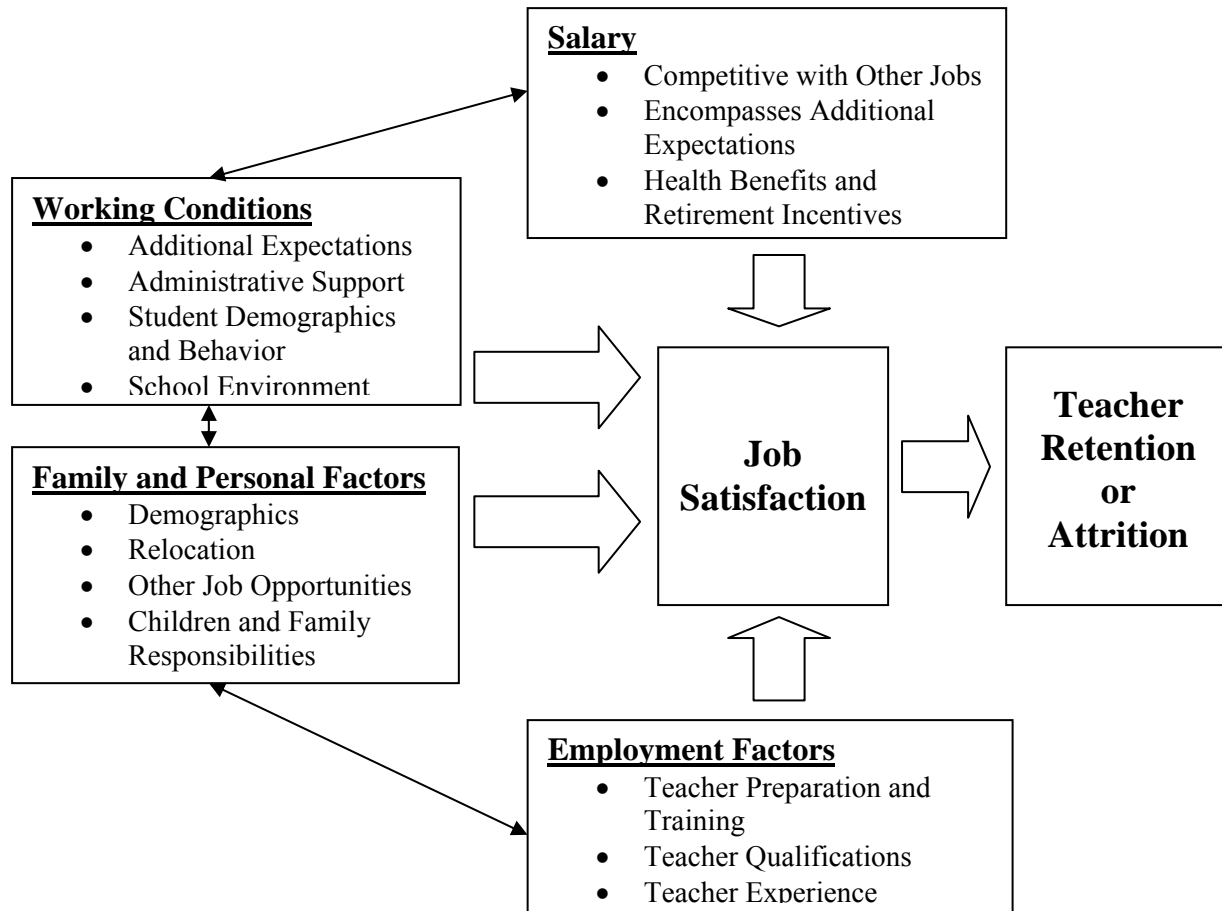 Salary
• Competitive with Other Jobs
• Encompasses Additional
Expectations
• Health Benefits and
Retirement Incentives
Working Conditions
• Additional Expectations
• Administrative Support
• Student Demographics
and Behavior
• School Environment
Family and Personal Factors
• Demographics
• Relocation
• Other Job Opportunities
• Children and Family
Responsibilities
Job
Satisfaction
Teacher
Retention
or
Attrition
Employment Factors
• Teacher Preparation and
Training
• Teacher Qualifications
• Teacher Experience